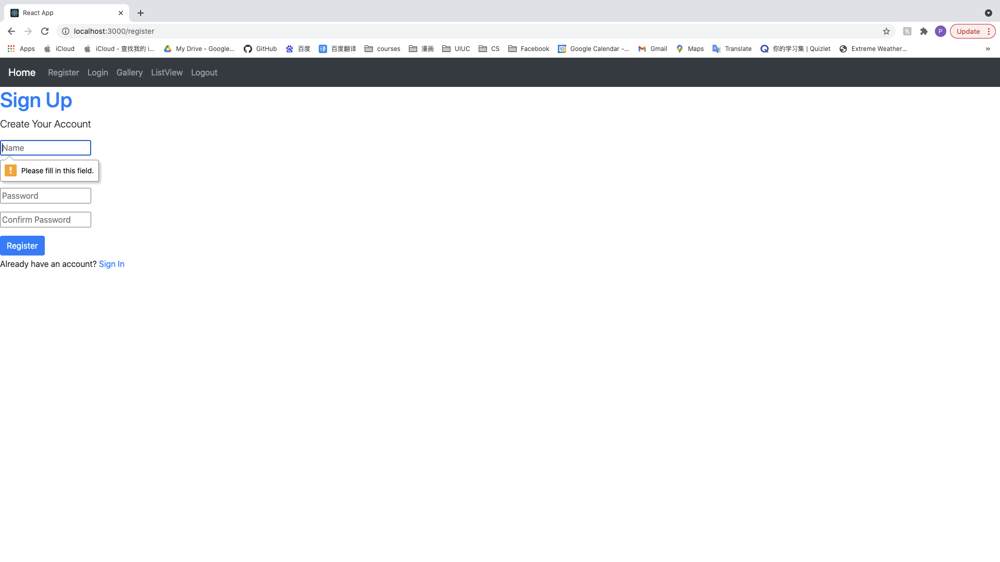 React App
localhost:3000/register
P
Update
Apps iCloud iCloud - 查找我的 i... My Drive - Google... GitHub 百度 译 百度翻译 courses 漫画 UIUC CS Facebook 10 Google Calendar -... Gmail Maps Translate 你的学习集 | Quizlet Extreme Weather... »
Home Register Login Gallery ListView Logout
Sign Up
Create Your Account
Name
Please fill in this field.
Password
Confirm Password
Register
Already have an account? Sign In